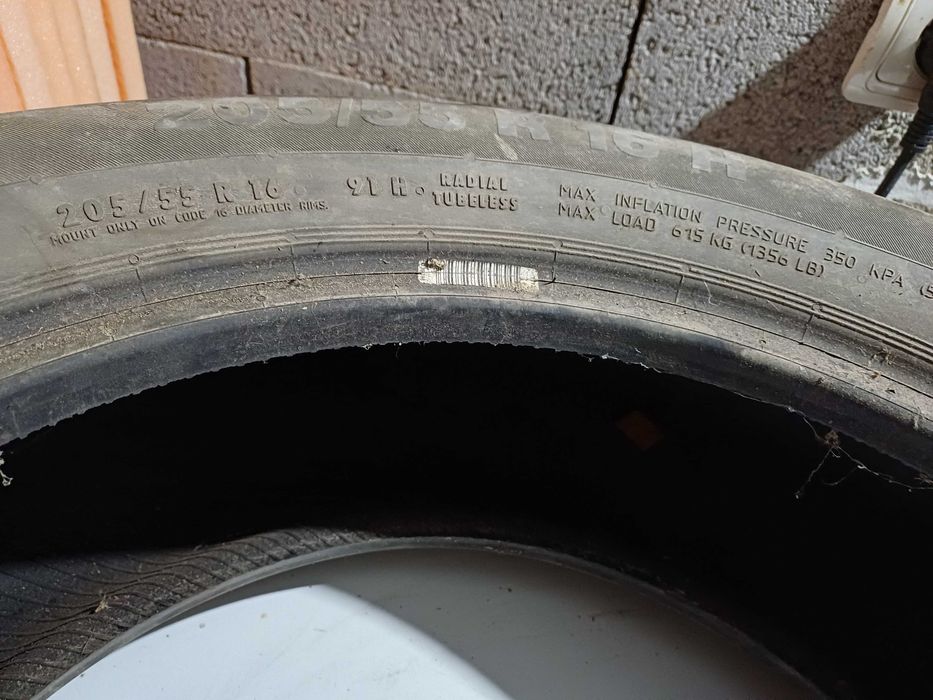 205/55 R 16 H
205/55 R 16
MOUNT ONLY ON CODE 16 DIAMETER RIMS.
91 H
RADIAL
TUBELESS
MAX INFLATION PRESSURE 350 KPA (5
MAX LOAD 615 KG (1356 LB)